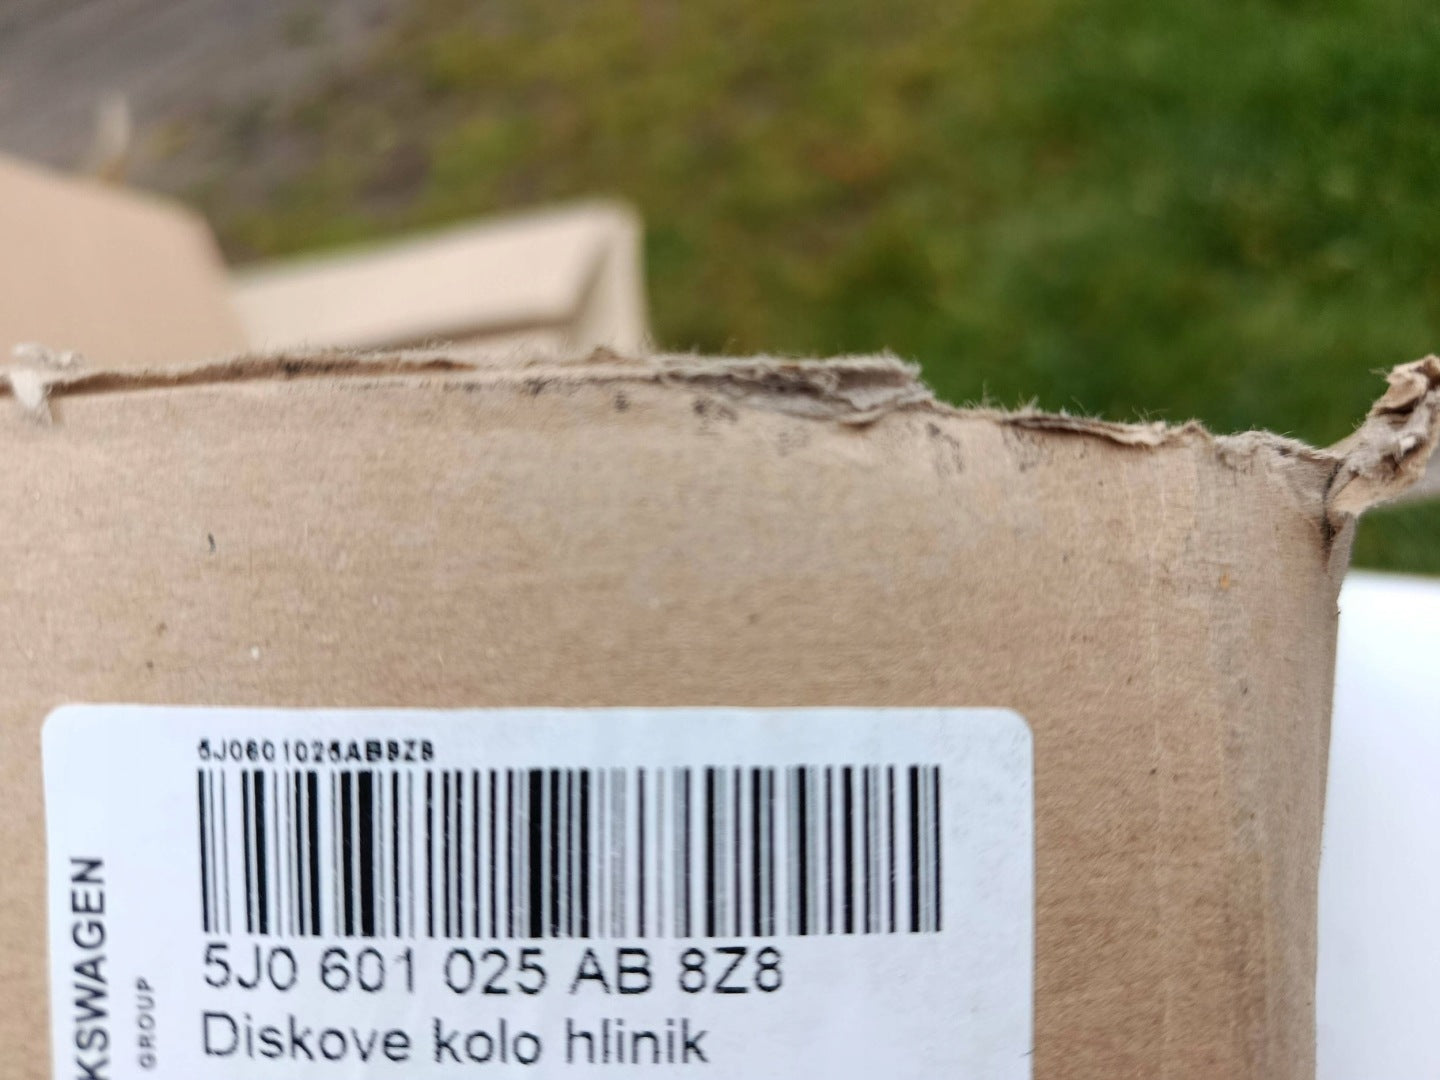 5J0601025AB8Z8
5J0 601 025 AB 8Z8
Diskove kolo hlinik
KSWAGEN
GROUP